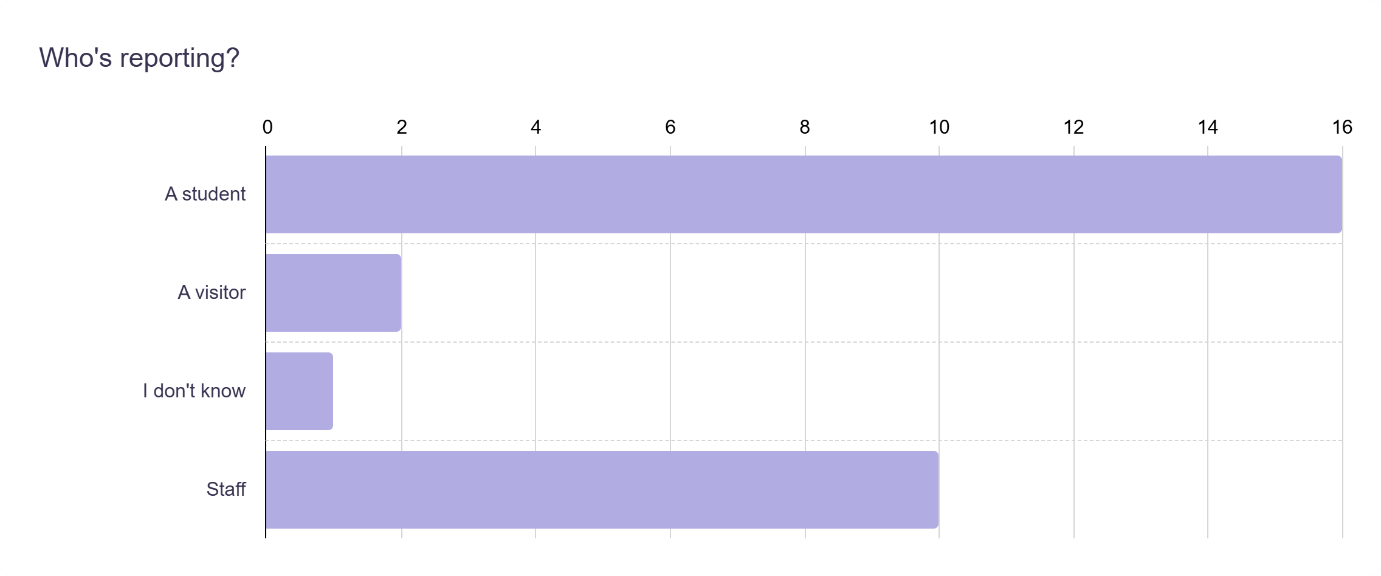 Who's reporting?
0 2 4 6 8 10 12 14 16
A student
A visitor
I don't know
Staff